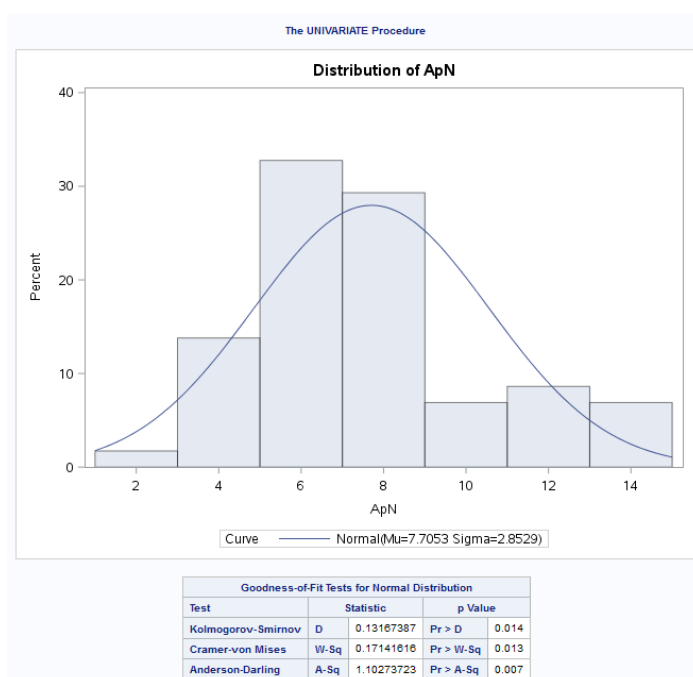 The UNIVARIATE Procedure
Distribution of ApN
40
30
20
10
0
Percent
2 4 6 8 10 12 14
ApN
Curve Normal(Mu=7.7053 Sigma=2.8529)
Goodness-of-Fit Tests for Normal Distribution
Test Statistic p Value
Kolmogorov-Smirnov D 0.13167387 Pr > D 0.014
Cramer-von Mises W-Sq 0.17141616 Pr > W-Sq 0.013
Anderson-Darling A-Sq 1.10273723 Pr > A-Sq 0.007